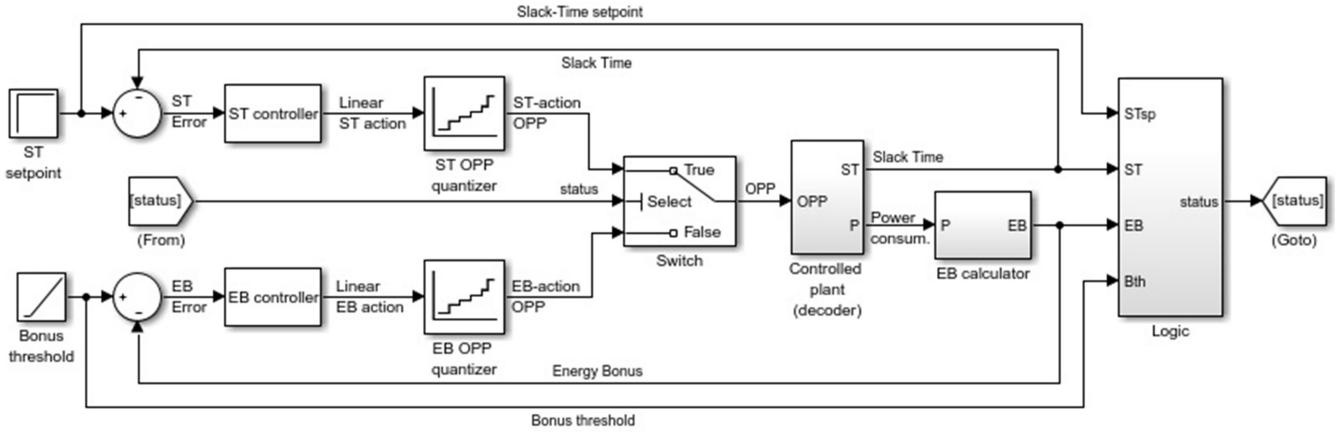 Slack-Time setpoint
Slack Time
ST
setpoint
+
−
ST
Error
ST controller
Linear
ST action
ST OPP
quantizer
ST-action
OPP
[status]
(From)
status
True
Select
False
Switch
OPP
OPP
ST
P
Controlled
plant
(decoder)
Slack Time
Power
consum.
P
EB
EB calculator
STsp
ST
EB
Bth
status
Logic
[status]
(Goto)
Bonus
threshold
+
−
EB
Error
EB controller
Linear
EB action
EB OPP
quantizer
EB-action
OPP
Energy Bonus
Bonus threshold